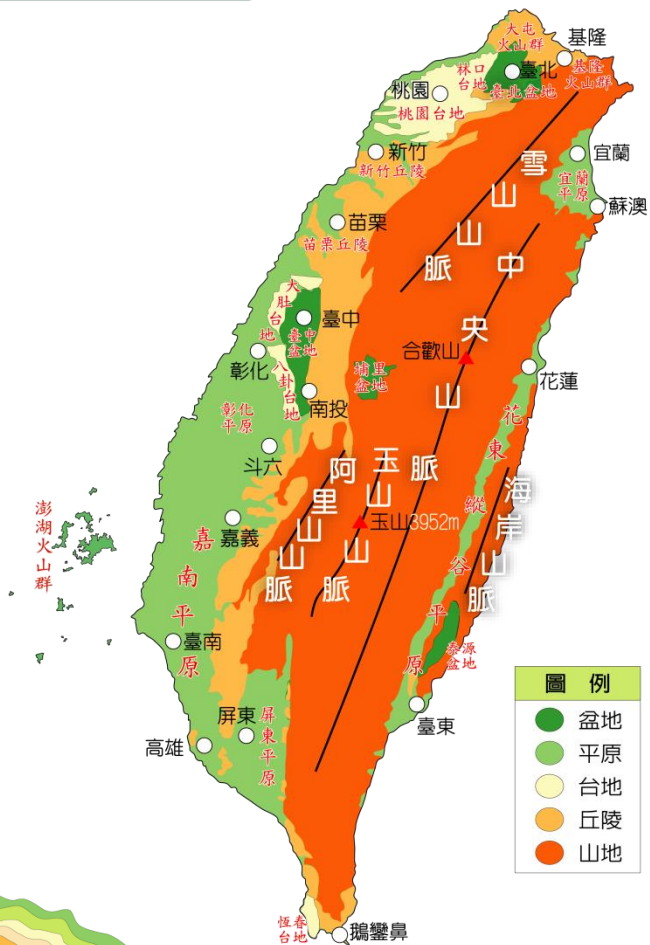 大屯
火山群
基隆
基隆
火山群
林口
台地
臺北
臺北盆地
桃園
桃園台地
新竹
新竹丘陵
宜蘭
宜蘭
平原
蘇澳
雪山山脈
苗栗
苗栗丘陵
中央山脈
大肚台地
臺中
臺中
盆地
合歡山
彰化
八卦台地
埔里
盆地
花蓮
南投
彰化
平原
花東縱谷平原
斗六
阿里山山脈
玉山山脈
海岸山脈
澎湖火山群
嘉義
玉山3952m
嘉南平原
臺南
泰源
盆地
屏東
屏東平原
高雄
臺東
恆春
台地
鵝鑾鼻
圖例
盆地
平原
台地
丘陵
山地